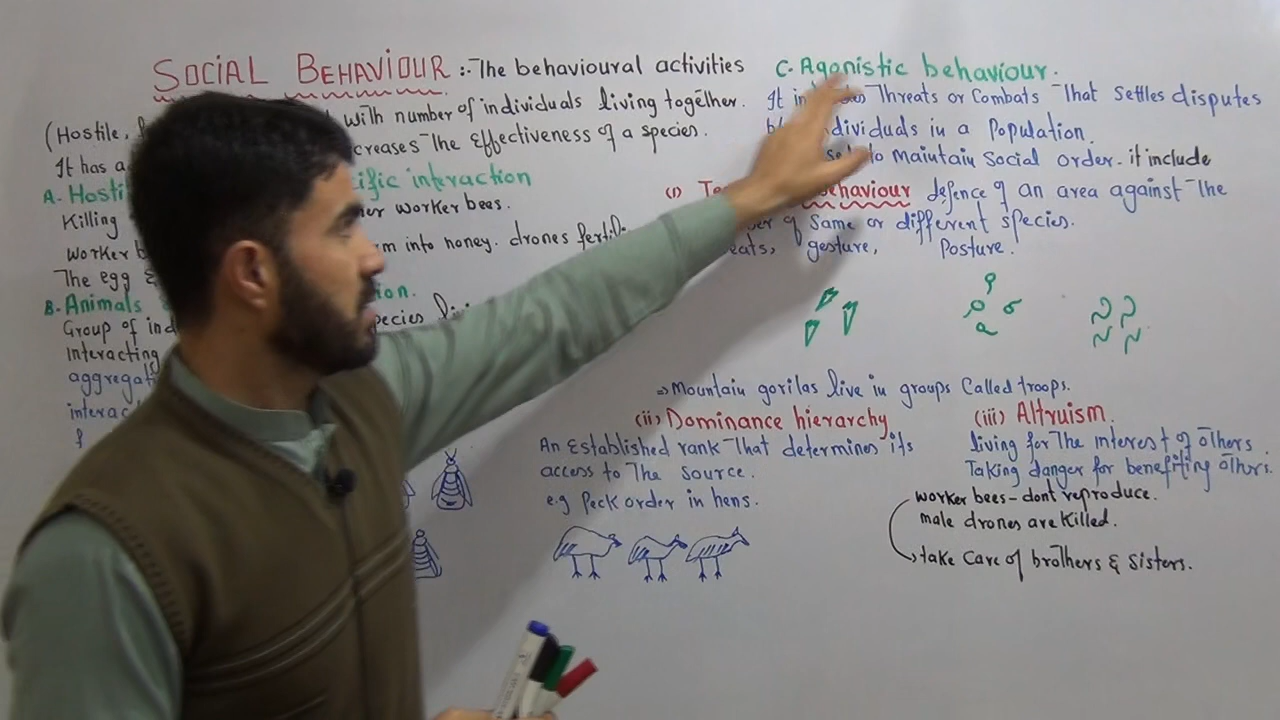 SOCIAL BEHAVIOUR :- The behavioural activities
with number of individuals living together.
(Hostile,
creases The Effectiveness of a species.
It has a
A. Hosti
cific interaction
Killing
er worker bees.
worker b
m into honey. drones fertili
The egg &
B. Animals
on.
Group of ind
species li
Interacting
aggregati
interac
&
C. Agonistic behaviour.
It in Threats or Combats That Settles disputes
dividuals in a Population.
to Maintain Social order. it include
(i) Te behaviour defence of an area against The
of Same or different species.
eats, gesture, Posture.
⇒ Mountain gorilas live in groups Called troops.
(ii) Dominance hierarchy
An Established rank That determines its
access to The source.
e.g Peck order in hens.
(iii) Altruism.
living for The interest of others.
Taking danger for benefiting others.
worker bees - dont reproduce.
male drones are Killed.
take Care of brothers & Sisters.